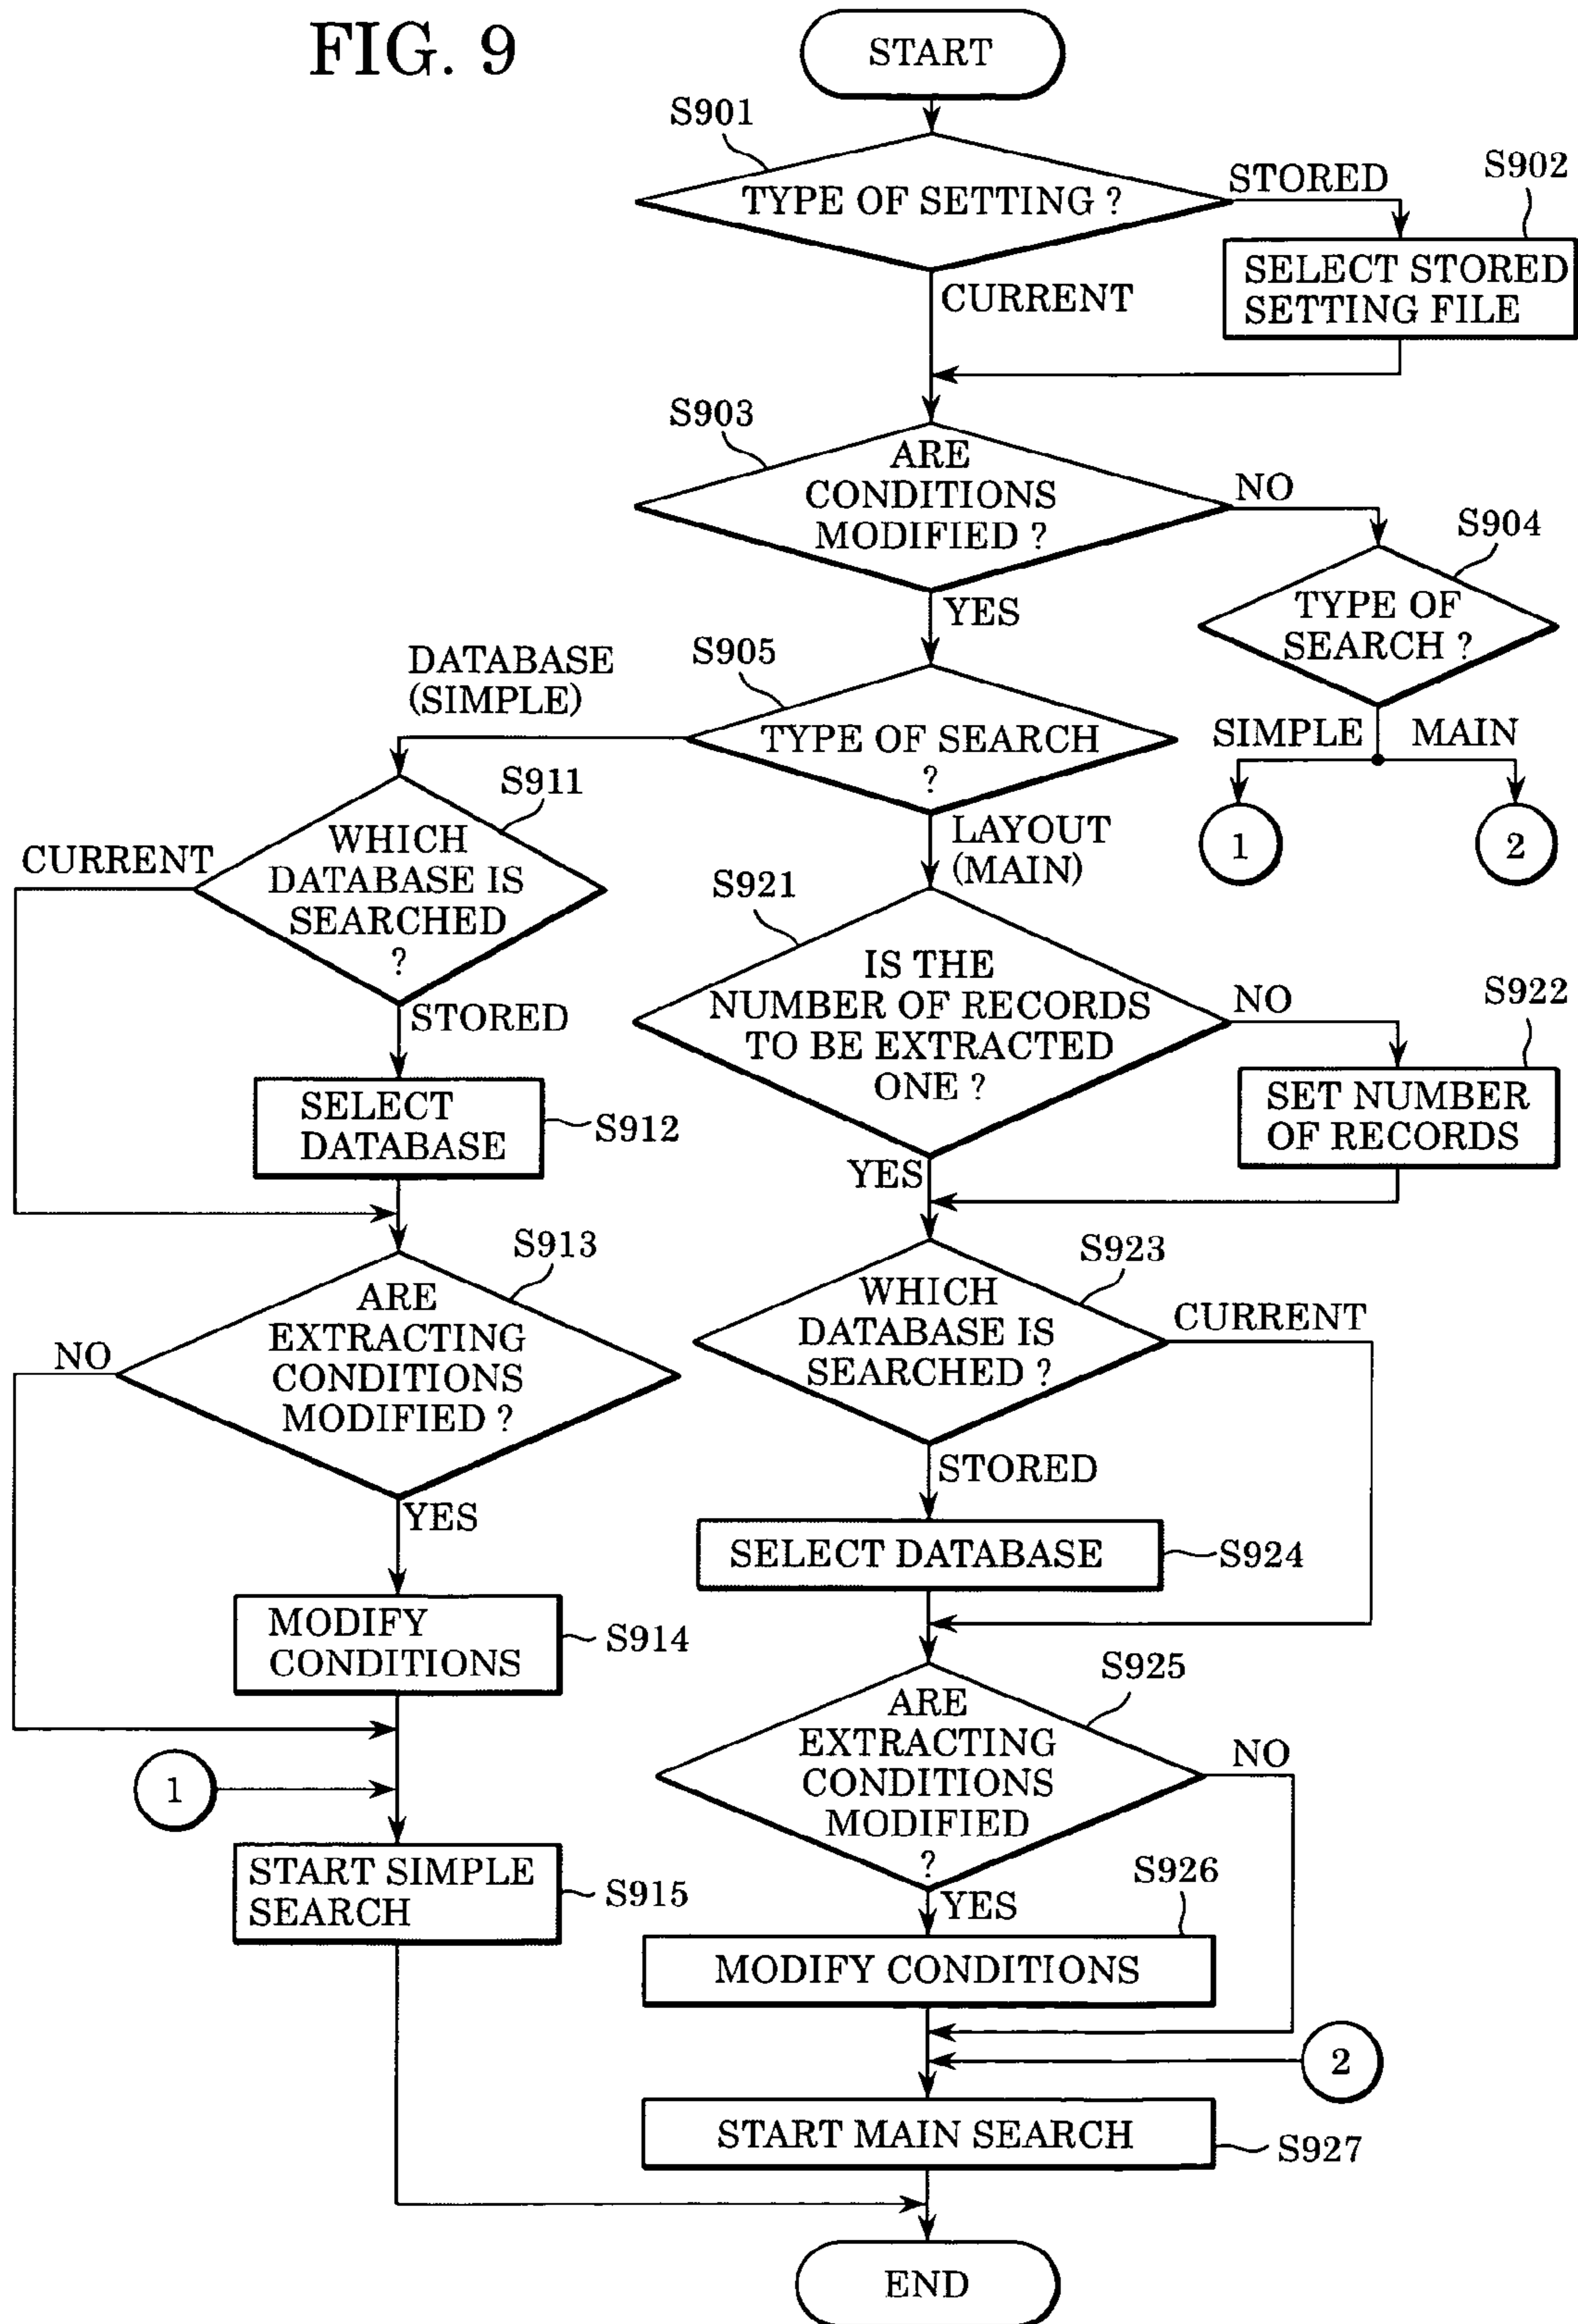 FIG. 9
START
S901
TYPE OF SETTING ?
STORED
S902
SELECT STORED
SETTING FILE
CURRENT
S903
ARE
CONDITIONS
MODIFIED ?
NO
S904
TYPE OF
SEARCH ?
SIMPLE
MAIN
1
2
YES
S905
TYPE OF SEARCH
?
DATABASE
(SIMPLE)
LAYOUT
(MAIN)
S911
WHICH
DATABASE IS
SEARCHED
?
CURRENT
STORED
SELECT
DATABASE
S912
S913
ARE
EXTRACTING
CONDITIONS
MODIFIED ?
NO
YES
MODIFY
CONDITIONS
S914
1
START SIMPLE
SEARCH
S915
S921
IS THE
NUMBER OF RECORDS
TO BE EXTRACTED
ONE ?
NO
S922
SET NUMBER
OF RECORDS
YES
S923
WHICH
DATABASE IS
SEARCHED ?
CURRENT
STORED
SELECT DATABASE
S924
S925
ARE
EXTRACTING
CONDITIONS
MODIFIED
?
NO
YES
S926
MODIFY CONDITIONS
2
START MAIN SEARCH
S927
END